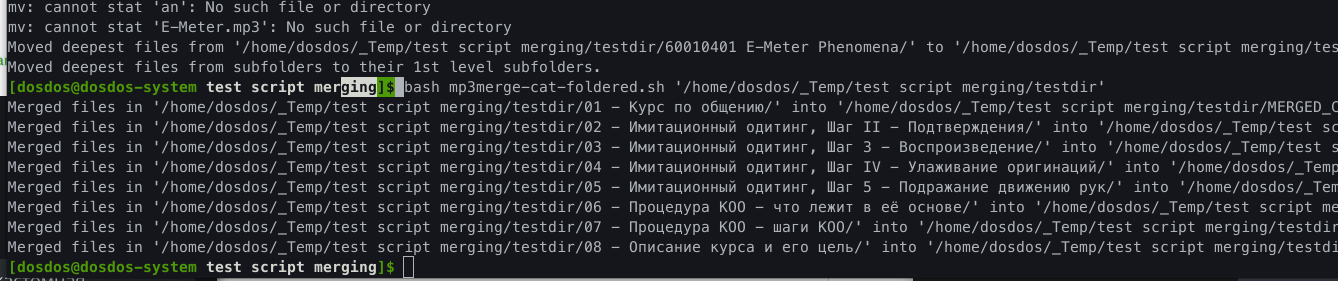 mv: cannot stat 'an': No such file or directory
mv: cannot stat 'E-Meter.mp3': No such file or directory
Moved deepest files from '/home/dosdos/_Temp/test script merging/testdir/60010401 E-Meter Phenomena/' to '/home/dosdos/_Temp/test script merging/tes
Moved deepest files from subfolders to their 1st level subfolders.
[dosdos@dosdos-system test script merging]$ bash mp3merge-cat-foldered.sh '/home/dosdos/_Temp/test script merging/testdir'
Merged files in '/home/dosdos/_Temp/test script merging/testdir/01 – Курс по общению/' into '/home/dosdos/_Temp/test script merging/testdir/MERGED_C
Merged files in '/home/dosdos/_Temp/test script merging/testdir/02 – Имитационный одитинг, Шаг II – Подтверждения/' into '/home/dosdos/_Temp/test sc
Merged files in '/home/dosdos/_Temp/test script merging/testdir/03 – Имитационный одитинг, Шаг 3 – Воспроизведение/' into '/home/dosdos/_Temp/test s
Merged files in '/home/dosdos/_Temp/test script merging/testdir/04 – Имитационный одитинг, Шаг IV – Улаживание оригинаций/' into '/home/dosdos/_Temp
Merged files in '/home/dosdos/_Temp/test script merging/testdir/05 – Имитационный одитинг, Шаг 5 – Подражание движению рук/' into '/home/dosdos/_Tem
Merged files in '/home/dosdos/_Temp/test script merging/testdir/06 – Процедура КОО – что лежит в её основе/' into '/home/dosdos/_Temp/test script me
Merged files in '/home/dosdos/_Temp/test script merging/testdir/07 – Процедура КОО – шаги КОО/' into '/home/dosdos/_Temp/test script merging/testdir
Merged files in '/home/dosdos/_Temp/test script merging/testdir/08 – Описание курса и его цель/' into '/home/dosdos/_Temp/test script merging/testdi
[dosdos@dosdos-system test script merging]$